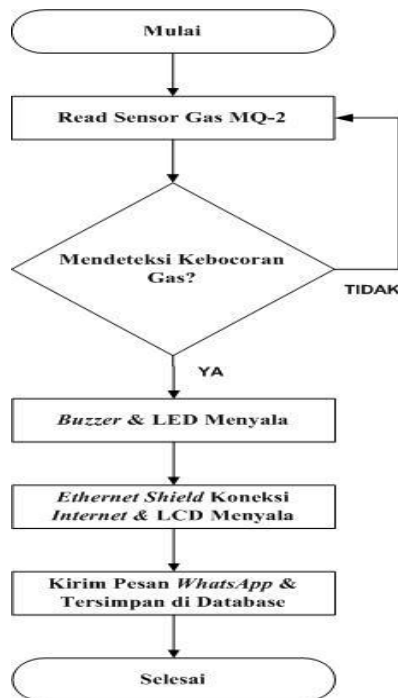 Mulai
Read Sensor Gas MQ-2
Mendeteksi Kebocoran
Gas?
TIDAK
YA
Buzzer & LED Menyala
Ethernet Shield Koneksi
Internet & LCD Menyala
Kirim Pesan WhatsApp &
Tersimpan di Database
Selesai